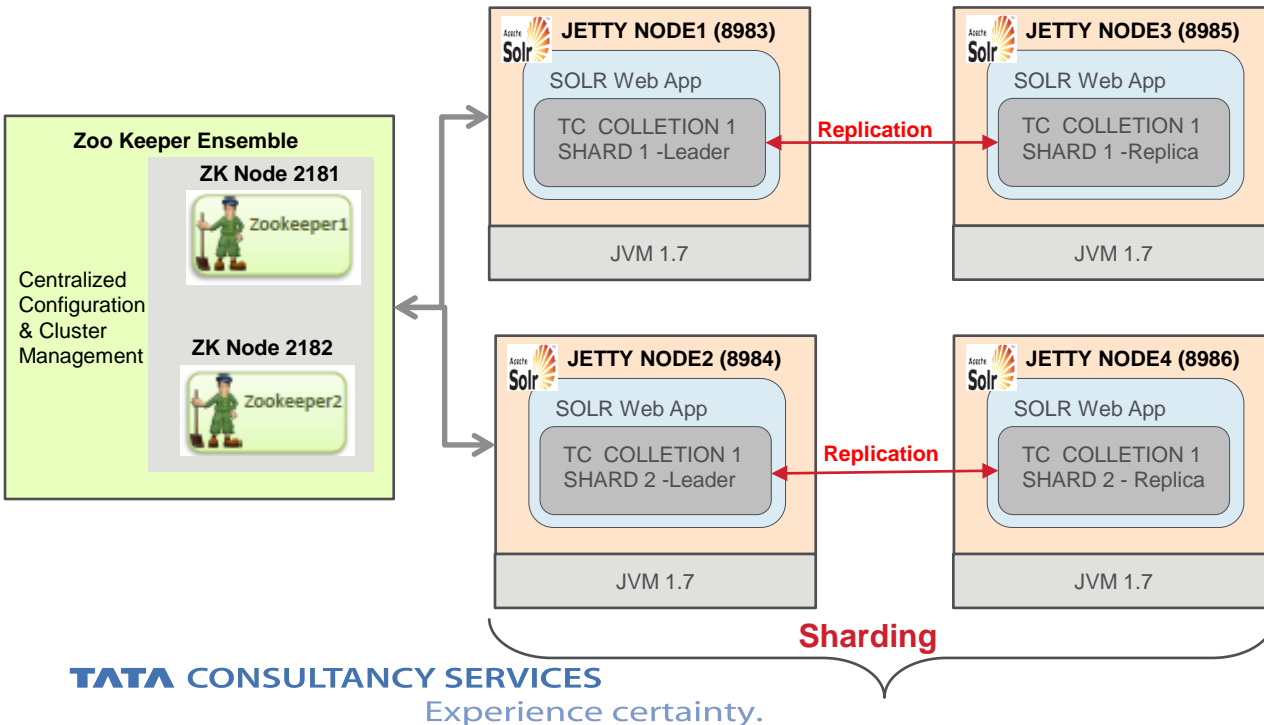 Zoo Keeper Ensemble
ZK Node 2181
Zookeeper1
Centralized
Configuration
& Cluster
Management
ZK Node 2182
Zookeeper2
Apache
Solr
JETTY NODE1 (8983)
SOLR Web App
TC COLLETION 1
SHARD 1 -Leader
JVM 1.7
Replication
Apache
Solr
JETTY NODE3 (8985)
SOLR Web App
TC COLLETION 1
SHARD 1 -Replica
JVM 1.7
Apache
Solr
JETTY NODE2 (8984)
SOLR Web App
TC COLLETION 1
SHARD 2 -Leader
JVM 1.7
Replication
Apache
Solr
JETTY NODE4 (8986)
SOLR Web App
TC COLLETION 1
SHARD 2 - Replica
JVM 1.7
Sharding
TATA CONSULTANCY SERVICES
Experience certainty.